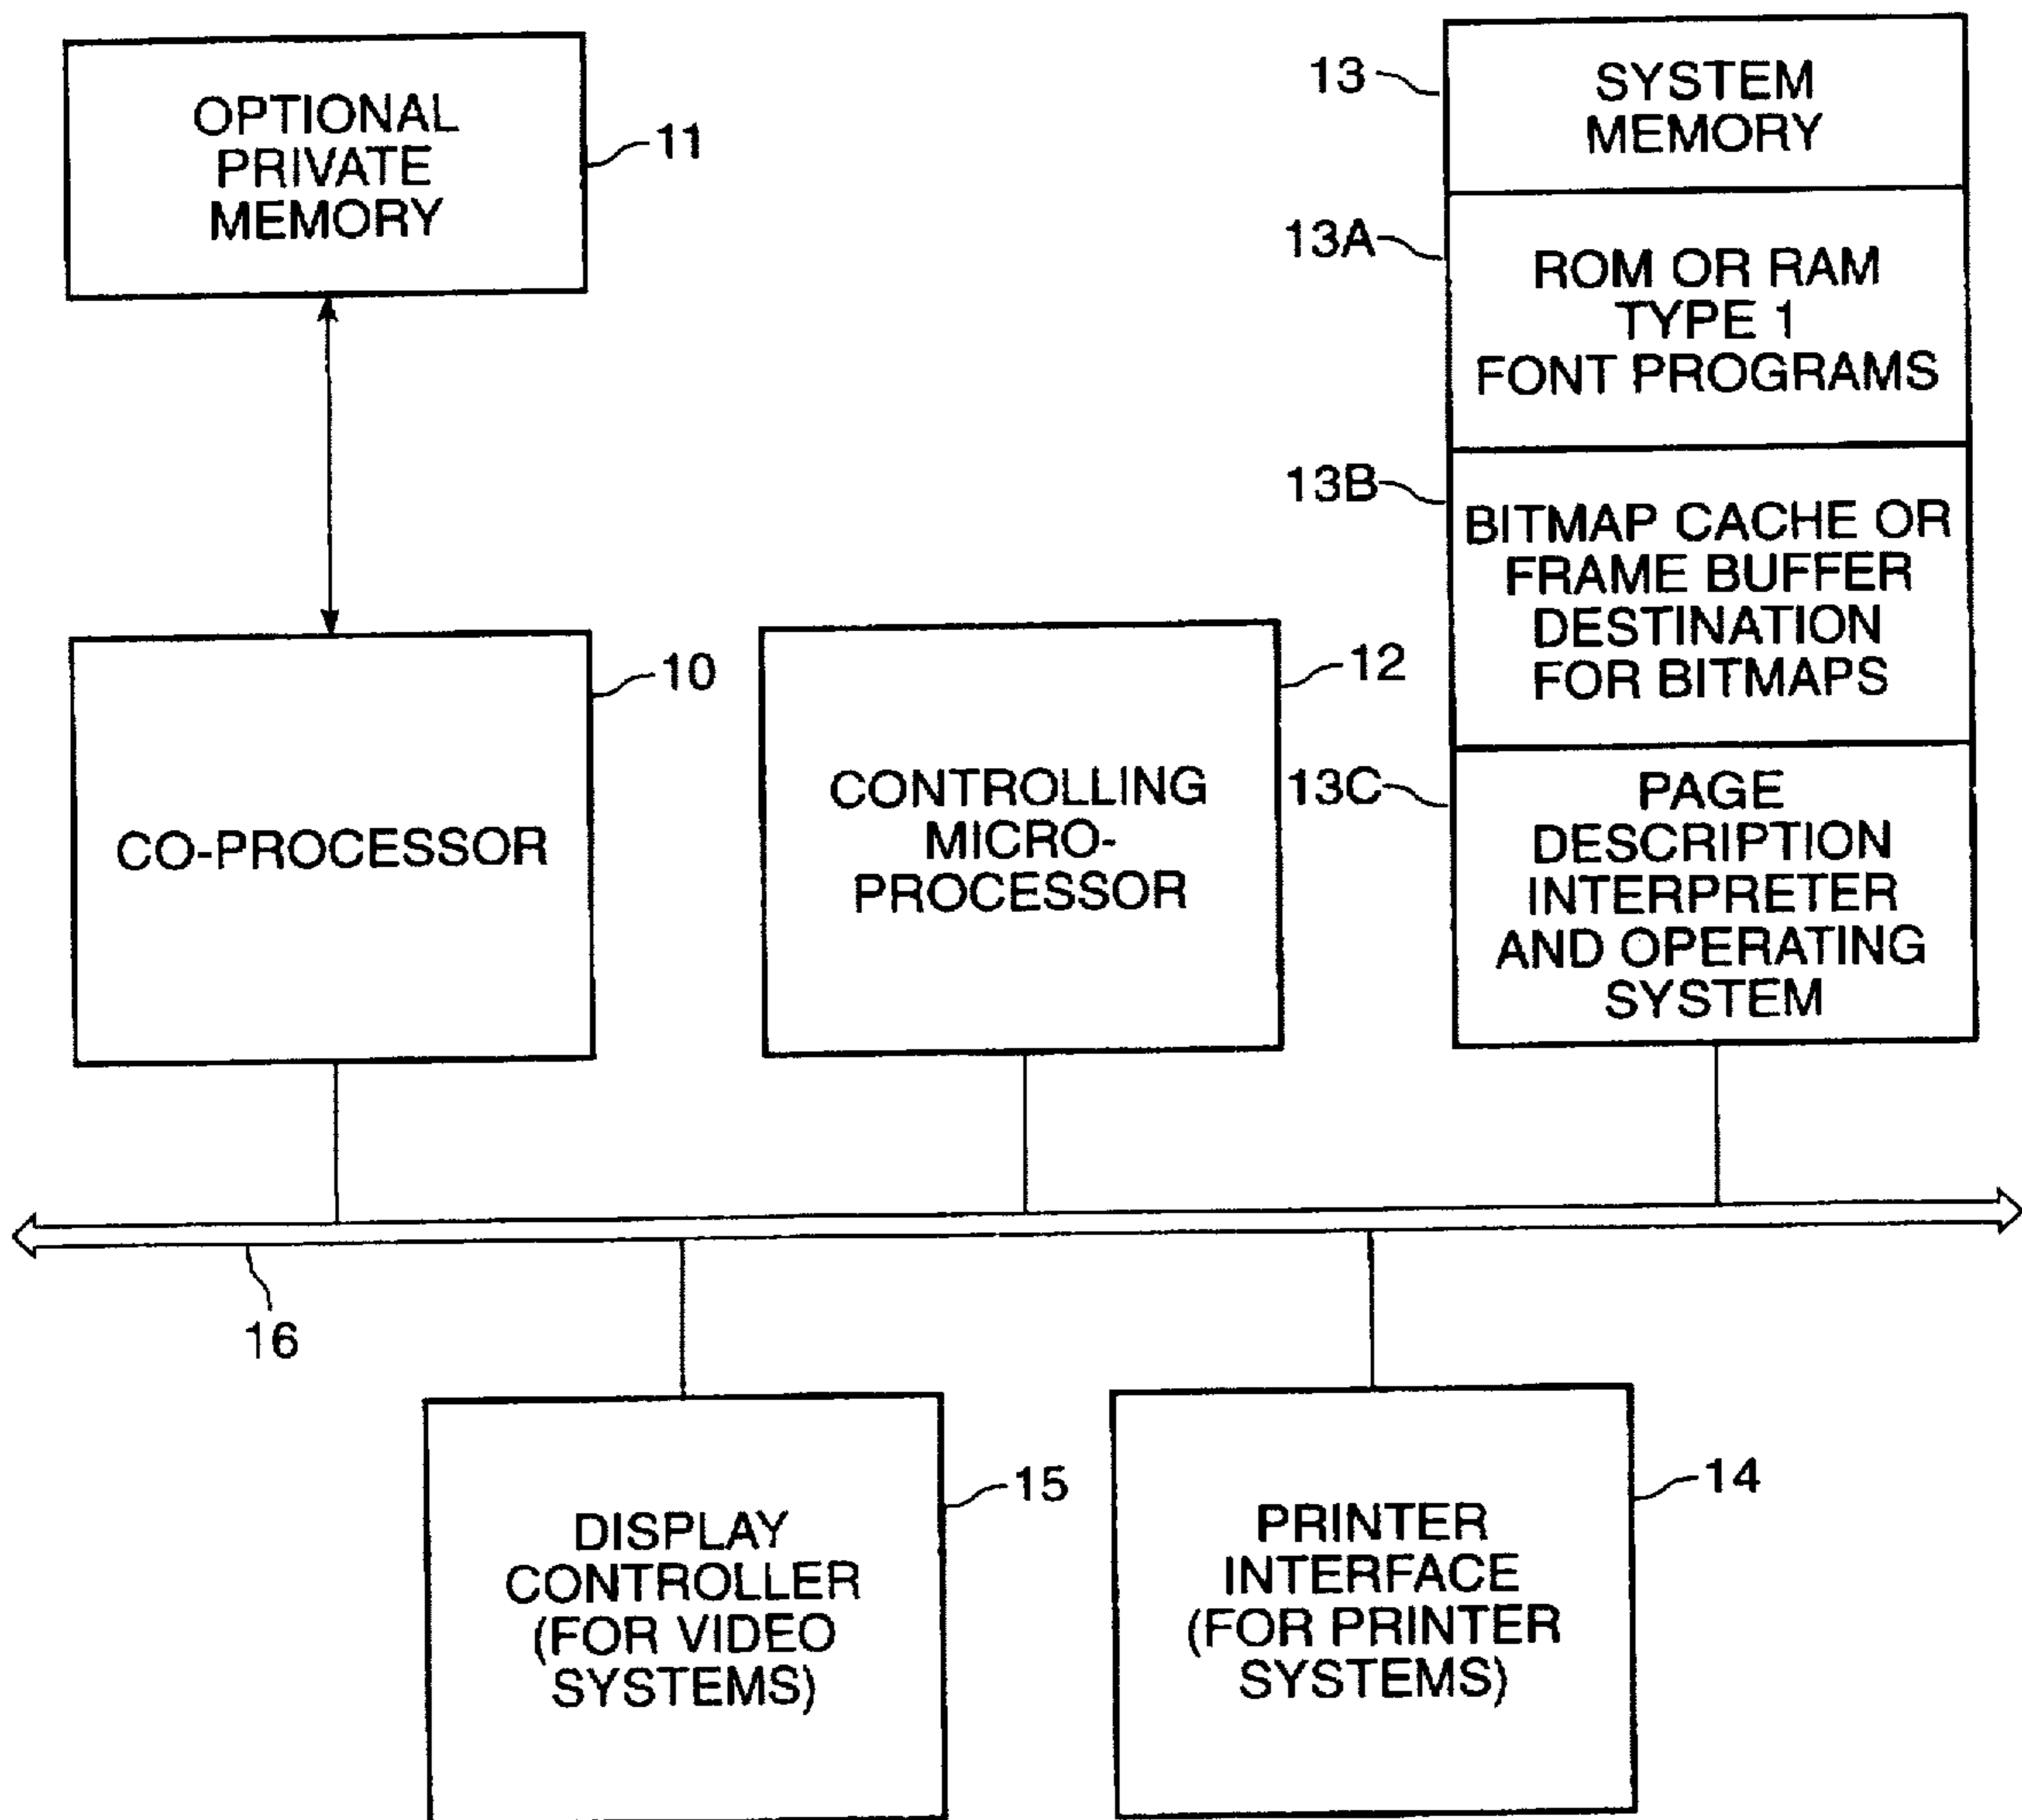 OPTIONAL
PRIVATE
MEMORY
11
13
SYSTEM
MEMORY
13A
ROM OR RAM
TYPE 1
FONT PROGRAMS
13B
BITMAP CACHE OR
FRAME BUFFER
DESTINATION
FOR BITMAPS
10
CO-PROCESSOR
12
CONTROLLING
MICRO-
PROCESSOR
13C
PAGE
DESCRIPTION
INTERPRETER
AND OPERATING
SYSTEM
16
15
DISPLAY
CONTROLLER
(FOR VIDEO
SYSTEMS)
14
PRINTER
INTERFACE
(FOR PRINTER
SYSTEMS)